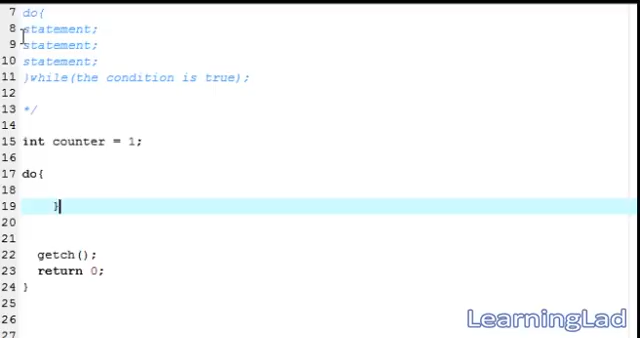 7 do{
8 statement;
9 statement;
10 statement;
11 }while(the condition is true);
12
13 */
14
15 int counter = 1;
16
17 do{
18
19 }
20
21
22 getch();
23 return 0;
24 }
25
26
27
LearningLad